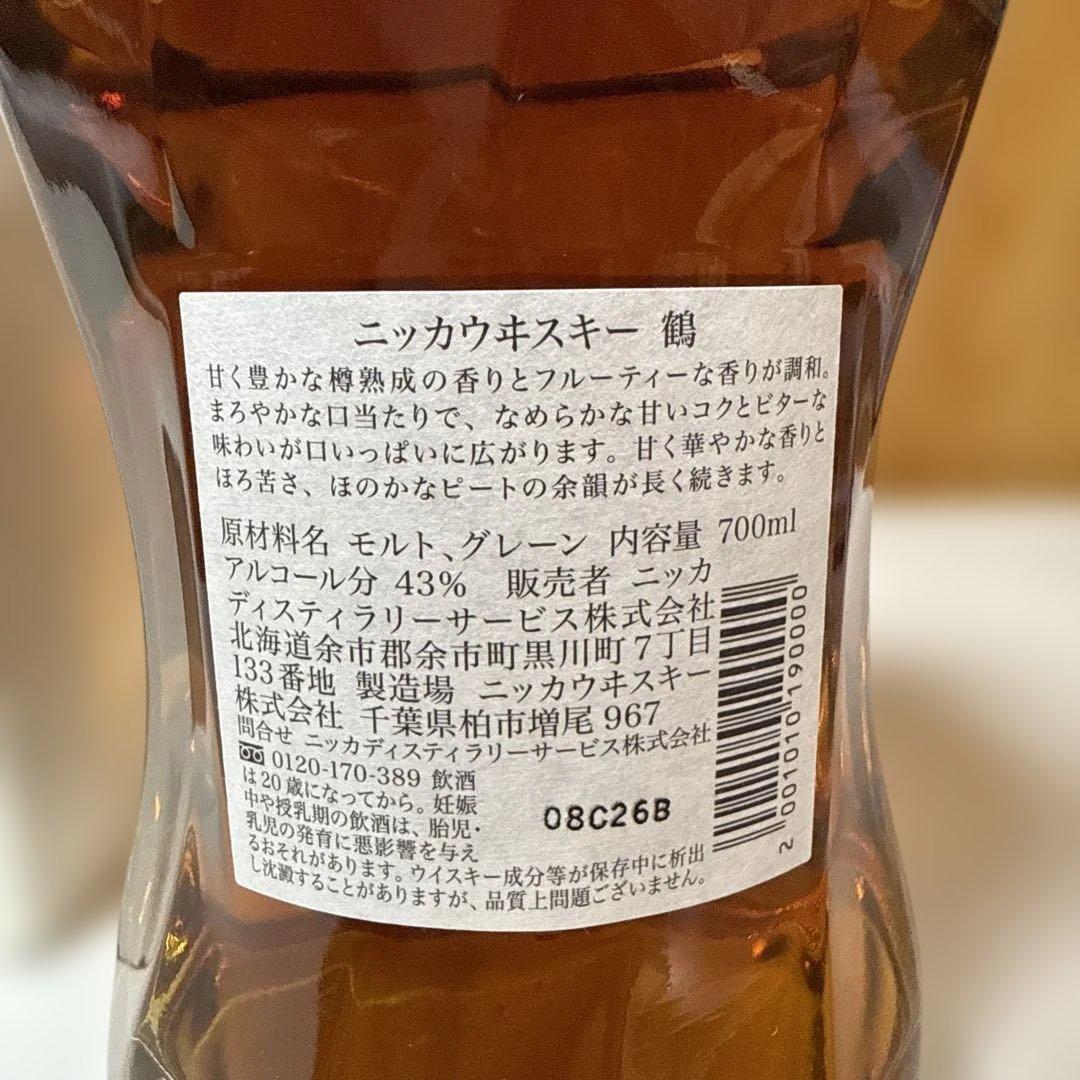 ニッカウヰスキー 鶴
甘く豊かな樽熟成の香りとフルーティーな香りが調和。
まろやかな口当たりで、なめらかな甘いコクとビターな
味わいが口いっぱいに広がります。甘く華やかな香りと
ほろ苦さ、ほのかなピートの余韻が長く続きます。
原材料名 モルト、グレーン 内容量 700ml
アルコール分 43% 販売者 ニッカ
ディスティラリーサービス株式会社
北海道余市郡余市町黒川町7丁目
133番地 製造場 ニッカウヰスキー
株式会社 千葉県柏市増尾967
問合せ ニッカディスティラリーサービス株式会社
0120-170-389 飲酒
は20歳になってから。妊娠
中や授乳期の飲酒は、胎児・
乳児の発育に悪影響を与え
るおそれがあります。ウイスキー成分等が保存中に析出
し沈澱することがありますが、品質上問題ございません。
08C26B
2 001010 190000